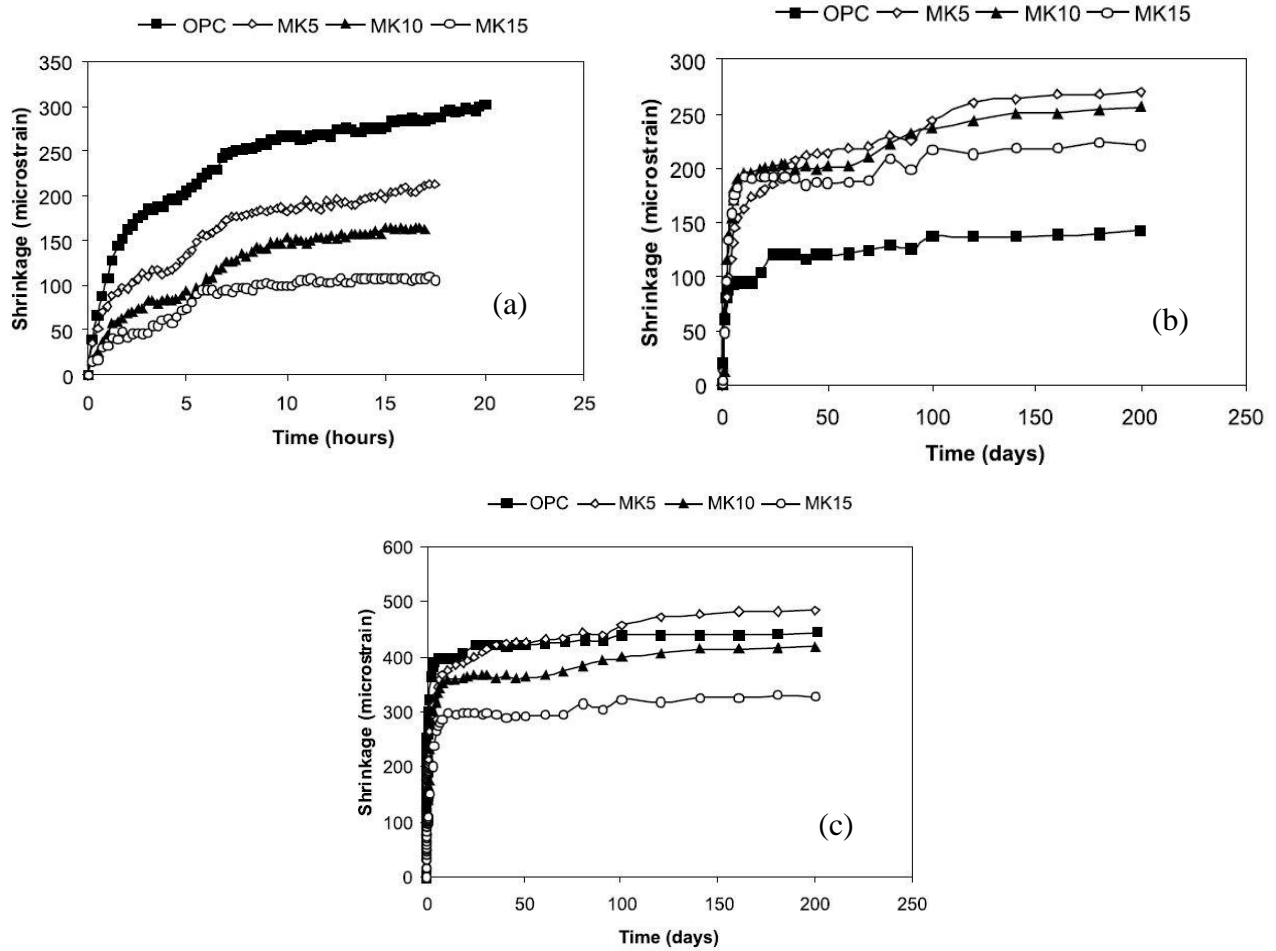 OPC MK5 MK10 MK15
350
300
250
200
150
100
50
0
Shrinkage (microstrain)
0 5 10 15 20 25
Time (hours)
(a)
OPC MK5 MK10 MK15
300
250
200
150
100
50
0
Shrinkage (microstrain)
0 50 100 150 200 250
Time (days)
(b)
OPC MK5 MK10 MK15
600
500
400
300
200
100
0
Shrinkage (microstrain)
0 50 100 150 200 250
Time (days)
(c)